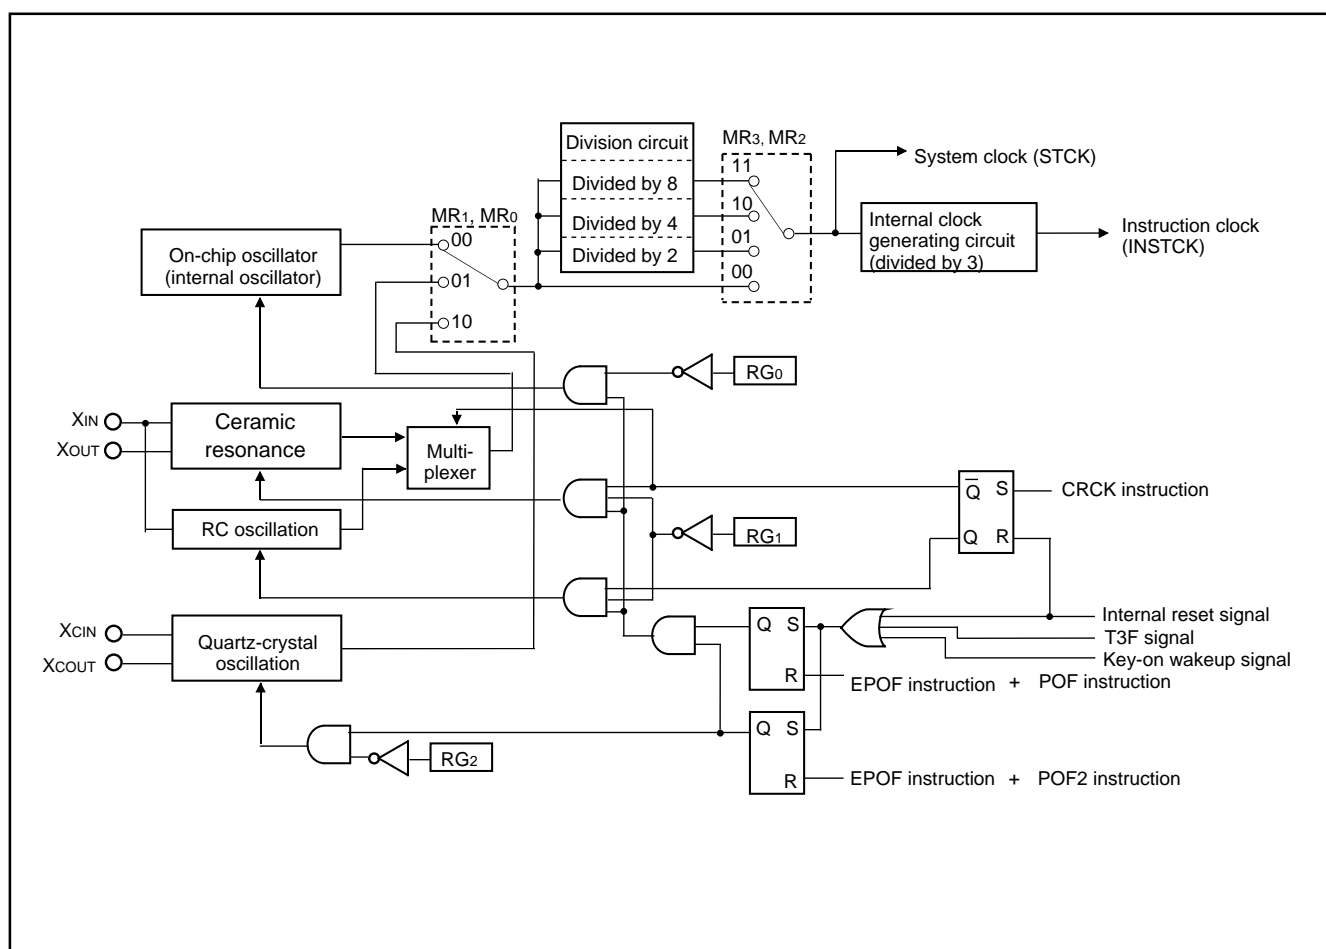 Division circuit
MR3, MR2
System clock (STCK)
11
Divided by 8
10
MR1, MR0
Divided by 4
Internal clock
generating circuit
(divided by 3)
Instruction clock
(INSTCK)
00
01
On-chip oscillator
(internal oscillator)
Divided by 2
00
01
10
RG0
XIN
Ceramic
resonance
XOUT
Multi-
plexer
Q
S
CRCK instruction
RC oscillation
RG1
Q
R
Internal reset signal
XCIN
Q
S
T3F signal
Quartz-crystal
oscillation
Key-on wakeup signal
XCOUT
R
EPOF instruction + POF instruction
Q
S
RG2
R
EPOF instruction + POF2 instruction